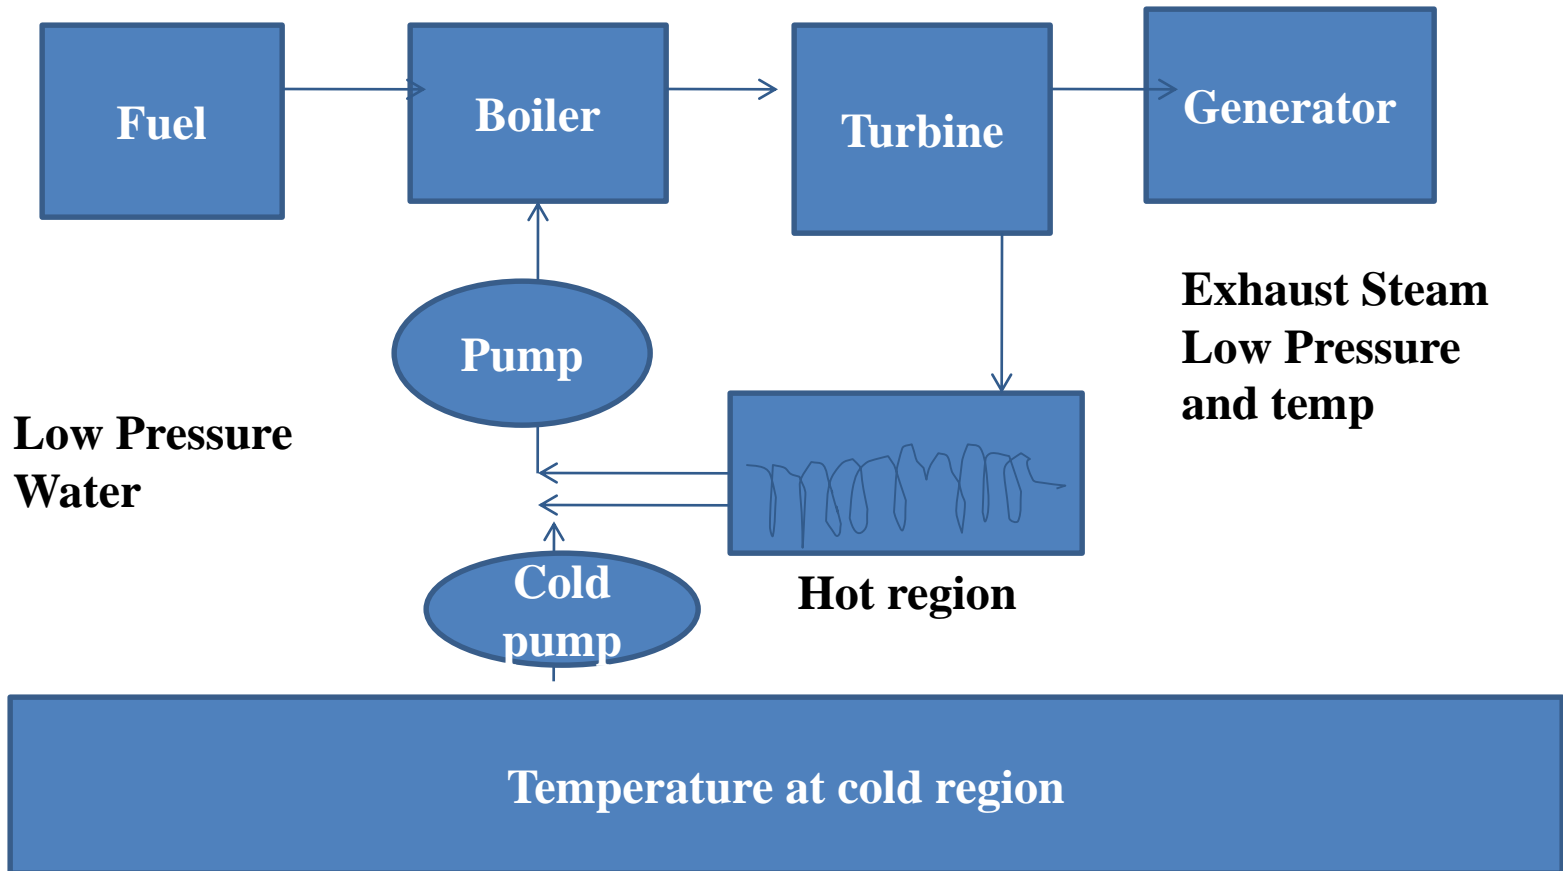 Fuel
Boiler
Turbine
Generator
Exhaust Steam
Low Pressure
and temp
Pump
Low Pressure
Water
Cold
pump
Hot region
Temperature at cold region